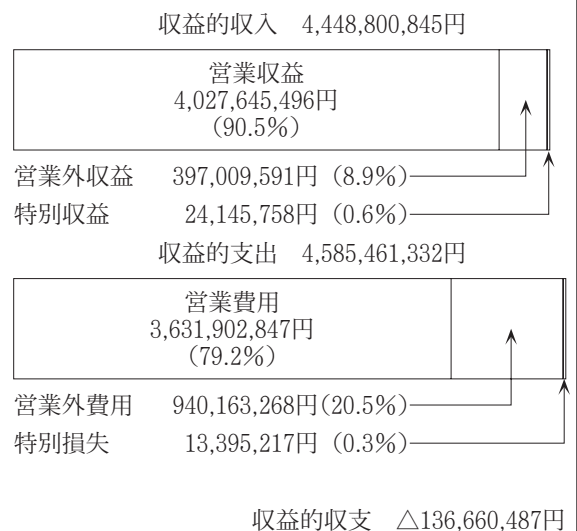 収益的収入　4,448,800,845円
営業収益
4,027,645,496円
（90.5％）
営業外収益　397,009,591円（8.9％）
特別収益　24,145,758円（0.6％）
収益的支出　4,585,461,332円
営業費用
3,631,902,847円
（79.2％）
営業外費用　940,163,268円（20.5％）
特別損失　13,395,217円（0.3％）
収益的収支　△136,660,487円